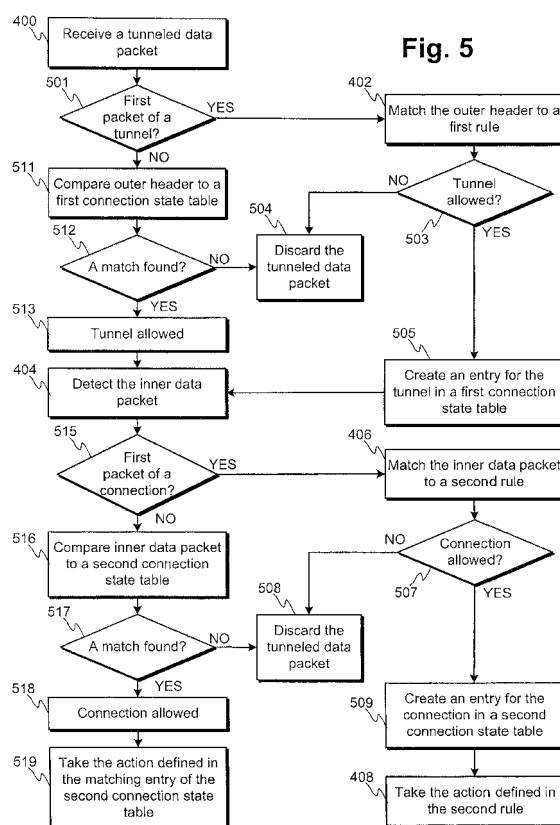 Fig. 5
400
Receive a tunneled data
packet
501
First
packet of a
tunnel?
YES
NO
402
Match the outer header to a
first rule
511
Compare outer header to a
first connection state table
NO
Tunnel
allowed?
503
YES
504
Discard the
tunneled data
packet
512
A match found?
NO
YES
513
Tunnel allowed
505
Create an entry for the
tunnel in a first connection
state table
404
Detect the inner data
packet
515
First
packet of a
connection?
YES
NO
406
Match the inner data packet
to a second rule
516
Compare inner data packet
to a second connection
state table
NO
Connection
allowed?
507
YES
508
Discard the
tunneled data
packet
517
A match found?
NO
YES
518
Connection allowed
509
Create an entry for the
connection in a second
connection state table
519
Take the action defined in
the matching entry of the
second connection state
table
408
Take the action defined in
the second rule